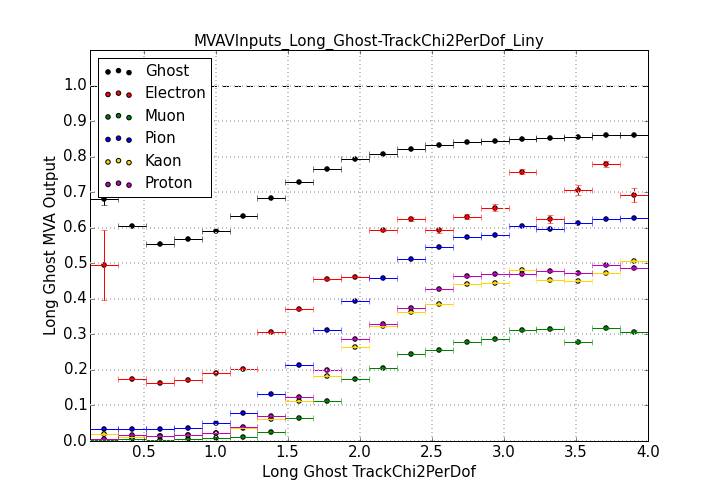 MVAVInputs_Long_Ghost-TrackChi2PerDof_Liny
Ghost
Electron
Muon
Pion
Kaon
Proton
Long Ghost MVA Output
1.0
0.9
0.8
0.7
0.6
0.5
0.4
0.3
0.2
0.1
0.0
0.5 1.0 1.5 2.0 2.5 3.0 3.5 4.0
Long Ghost TrackChi2PerDof